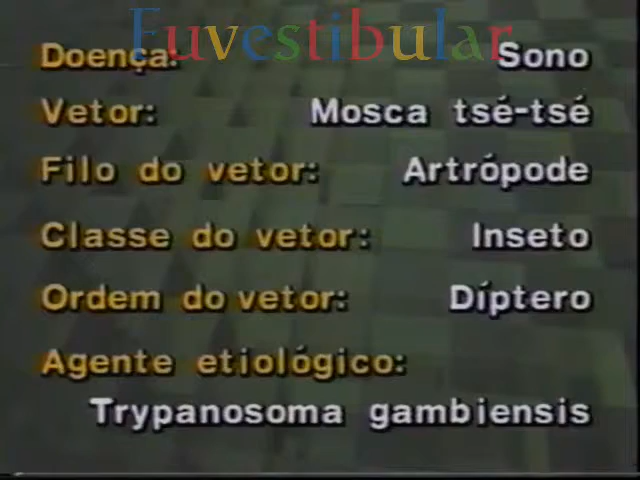 Euvestibular
Doença: Sono
Vetor: Mosca tsé-tsé
Filo do vetor: Artrópode
Classe do vetor: Inseto
Ordem do vetor: Díptero
Agente etiológico:
Trypanosoma gambiensis